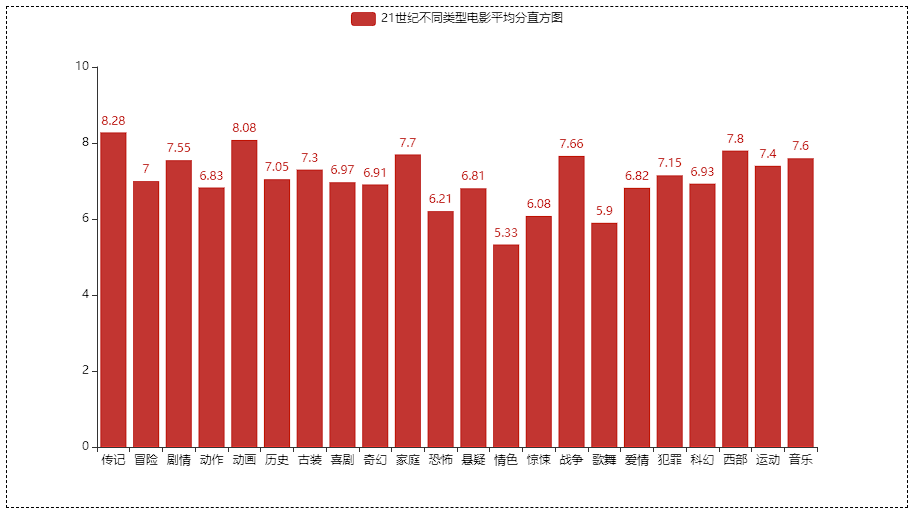 21世纪不同类型电影平均分直方图
10
8
6
4
2
0
8.28 7 7.55 6.83 8.08 7.05 7.3 6.97 6.91 7.7 6.21 6.81 5.33 6.08 7.66 5.9 6.82 7.15 6.93 7.8 7.4 7.6
传记 冒险 剧情 动作 动画 历史 古装 喜剧 奇幻 家庭 恐怖 悬疑 情色 惊悚 战争 歌舞 爱情 犯罪 科幻 西部 运动 音乐